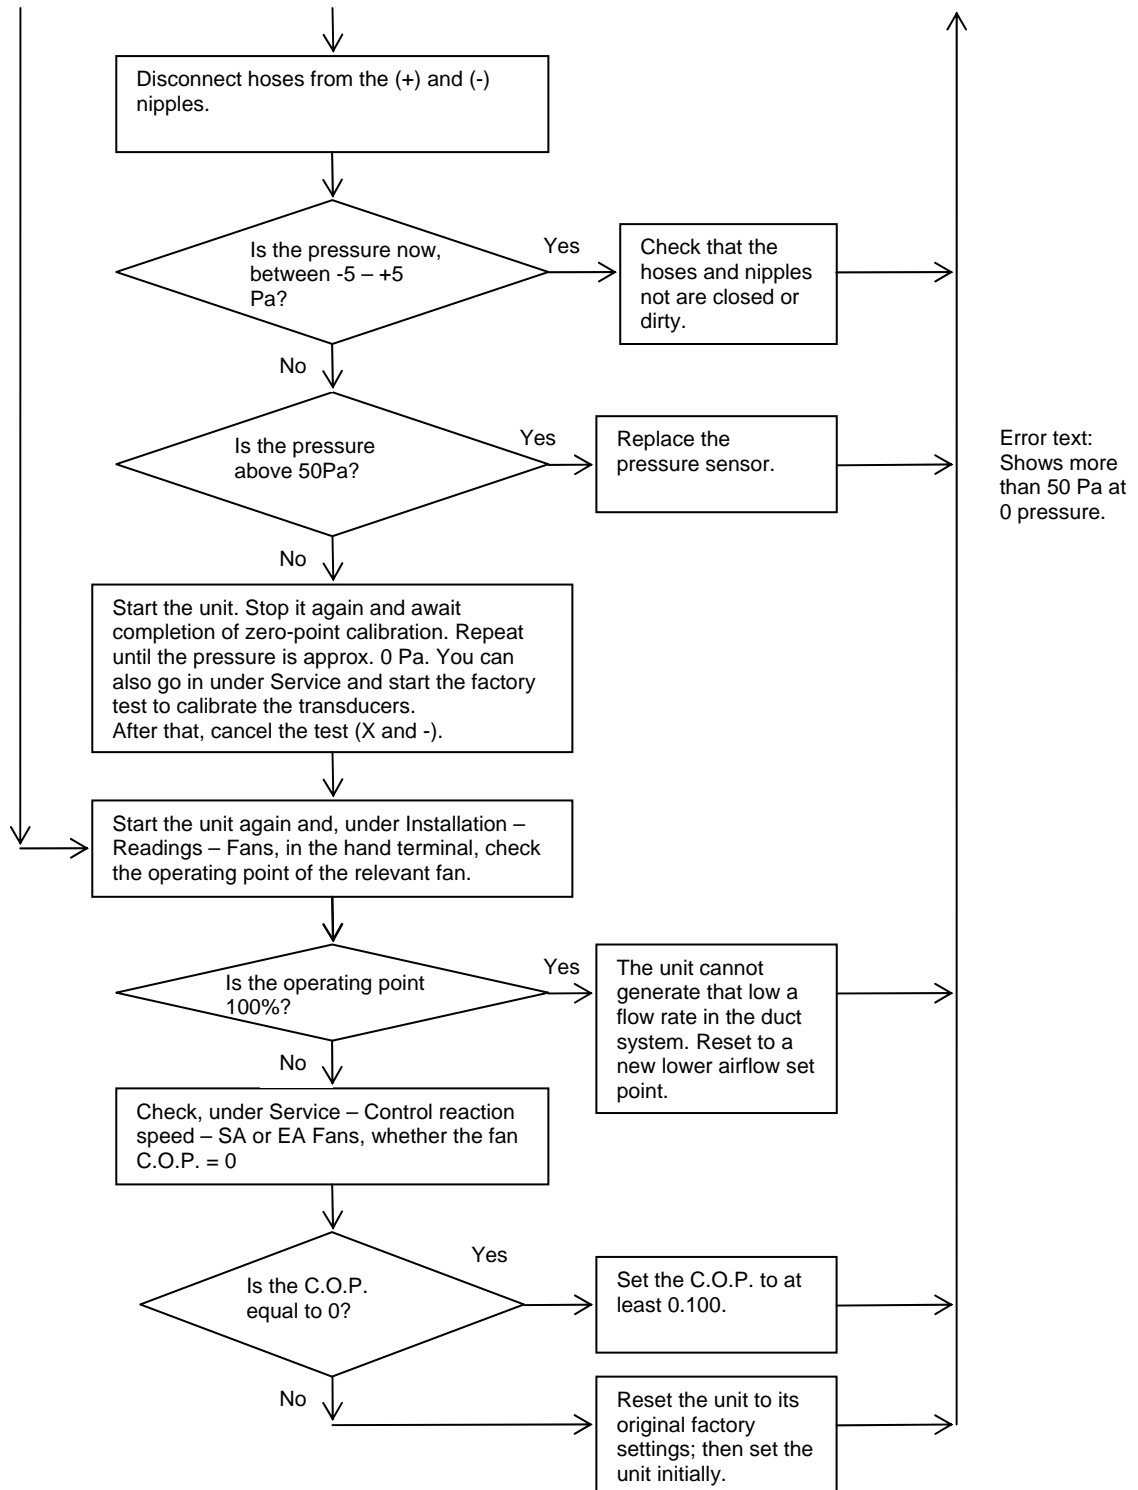 Disconnect hoses from the (+) and (-)
nipples.
Is the pressure now,
between -5 – +5
Pa?
Yes
Check that the
hoses and nipples
not are closed or
dirty.
No
Is the pressure
above 50Pa?
Yes
Replace the
pressure sensor.
Error text:
Shows more
than 50 Pa at
0 pressure.
No
Start the unit. Stop it again and await
completion of zero-point calibration. Repeat
until the pressure is approx. 0 Pa. You can
also go in under Service and start the factory
test to calibrate the transducers.
After that, cancel the test (X and -).
Start the unit again and, under Installation –
Readings – Fans, in the hand terminal, check
the operating point of the relevant fan.
Is the operating point
100%?
Yes
The unit cannot
generate that low a
flow rate in the duct
system. Reset to a
new lower airflow set
point.
No
Check, under Service – Control reaction
speed – SA or EA Fans, whether the fan
C.O.P. = 0
Is the C.O.P.
equal to 0?
Yes
Set the C.O.P. to at
least 0.100.
No
Reset the unit to its
original factory
settings; then set the
unit initially.